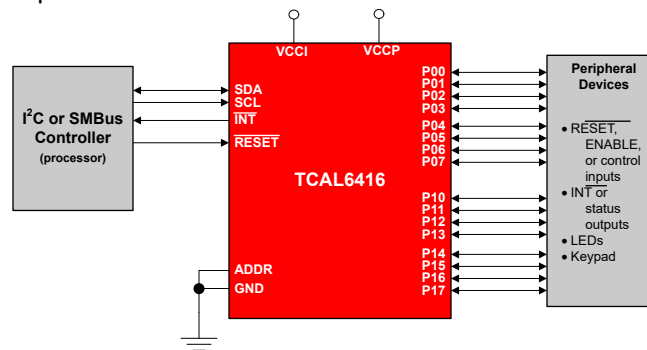 VCCI
VCCP
I²C or SMBus
Controller
(processor)
SDA
SCL
INT
RESET
ADDR
GND
TCAL6416
P00
P01
P02
P03
P04
P05
P06
P07
P10
P11
P12
P13
P14
P15
P16
P17
Peripheral
Devices
• RESET,
ENABLE,
or control
inputs
• INT or
status
outputs
• LEDs
• Keypad